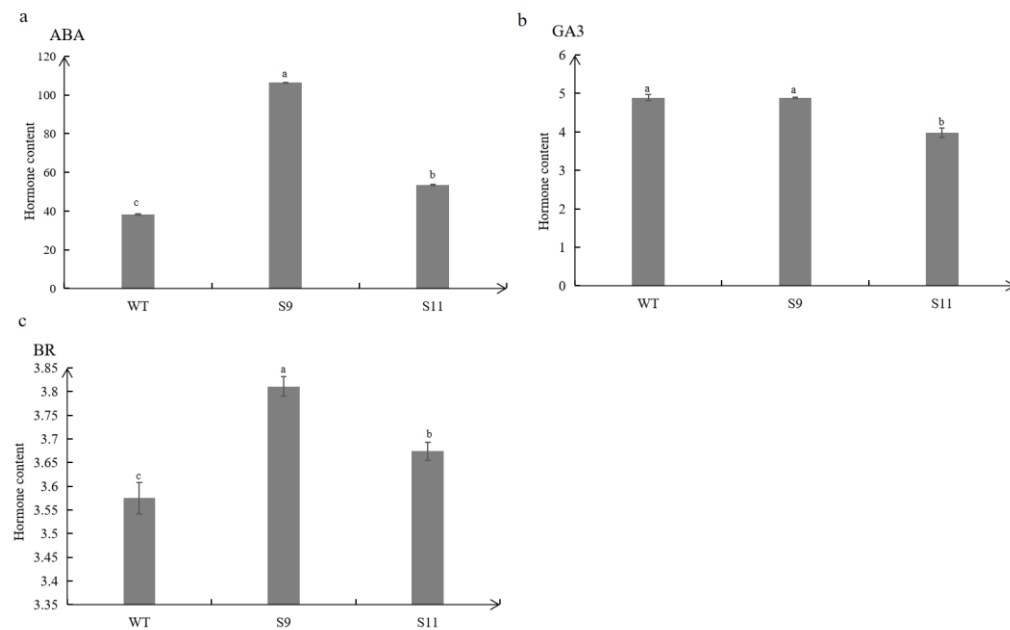 a
ABA
120
100
80
60
40
20
0
Hormone content
c
a
b
WT S9 S11
b
GA3
6
5
4
3
2
1
0
Hormone content
a
a
b
WT S9 S11
c
BR
3.85
3.8
3.75
3.7
3.65
3.6
3.55
3.5
3.45
3.4
3.35
Hormone content
c
a
b
WT S9 S11